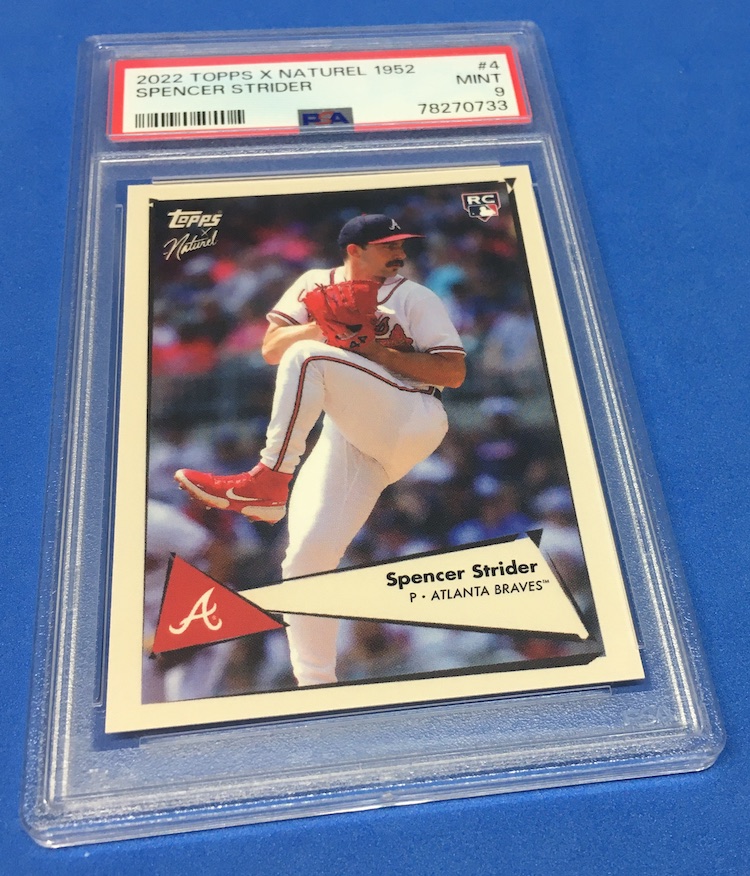 2022 TOPPS X NATUREL 1952 #4
SPENCER STRIDER MINT
9
PSA 78270733
topps
x
Naturel
RC
A
Spencer Strider
P • ATLANTA BRAVES™
A